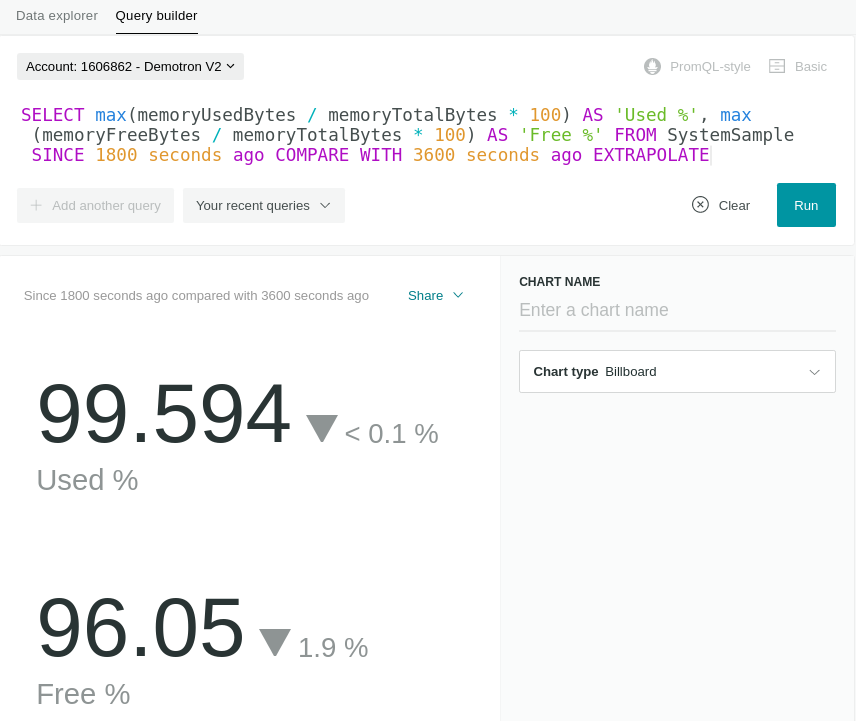 Data explorer Query builder
Account: 1606862 - Demotron V2 PromQL-style Basic
SELECT max(memoryUsedBytes / memoryTotalBytes * 100) AS 'Used %', max
(memoryFreeBytes / memoryTotalBytes * 100) AS 'Free %' FROM SystemSample
SINCE 1800 seconds ago COMPARE WITH 3600 seconds ago EXTRAPOLATE
Add another query Your recent queries Clear Run
Since 1800 seconds ago compared with 3600 seconds ago Share
99.594 < 0.1 %
Used %
96.05 1.9 %
Free %
CHART NAME
Enter a chart name
Chart type Billboard